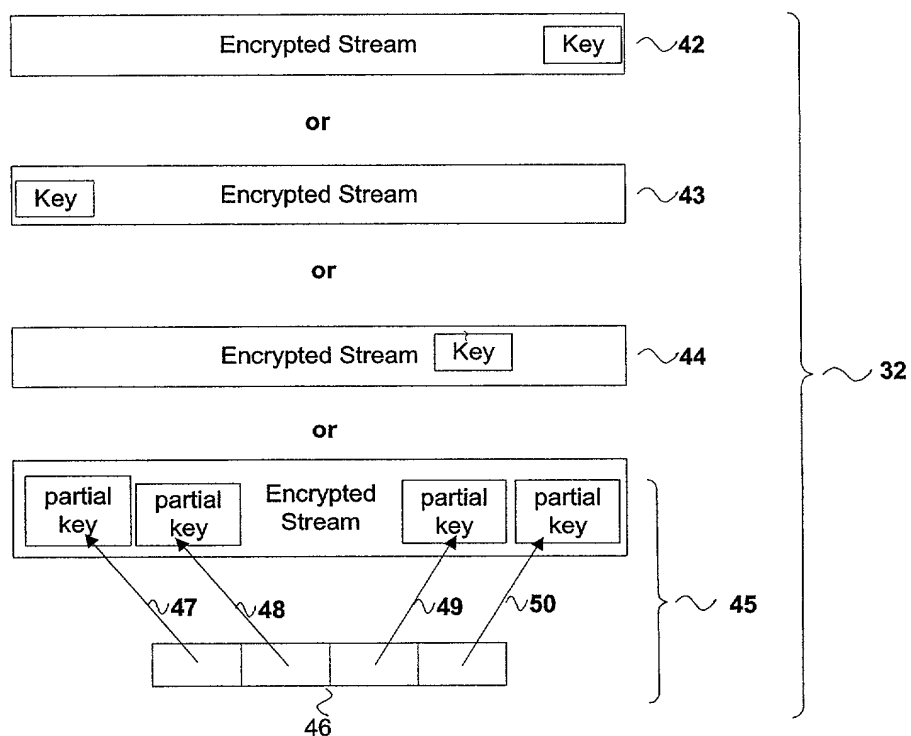 Encrypted Stream Key 42
or
Key Encrypted Stream 43
or
Encrypted Stream Key 44
32
or
partial key
partial key
Encrypted Stream
partial key
partial key
47 48 49 50 45
46